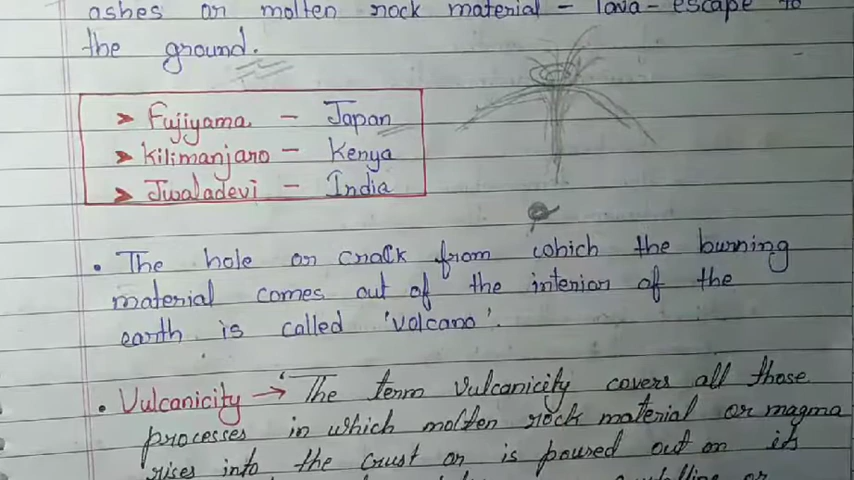 ashes or molten rock material - lava - escape to
the ground.
➤ Fujiyama - Japan
➤ Kilimanjaro - Kenya
➤ Jwaladevi - India
• The hole or crack from which the burning
material comes out of the interior of the
earth is called 'volcano'.
• Vulcanicity → 'The term Vulcanicity covers all those
processes in which molten rock material or magma
rises into the crust or is poured out on its
or